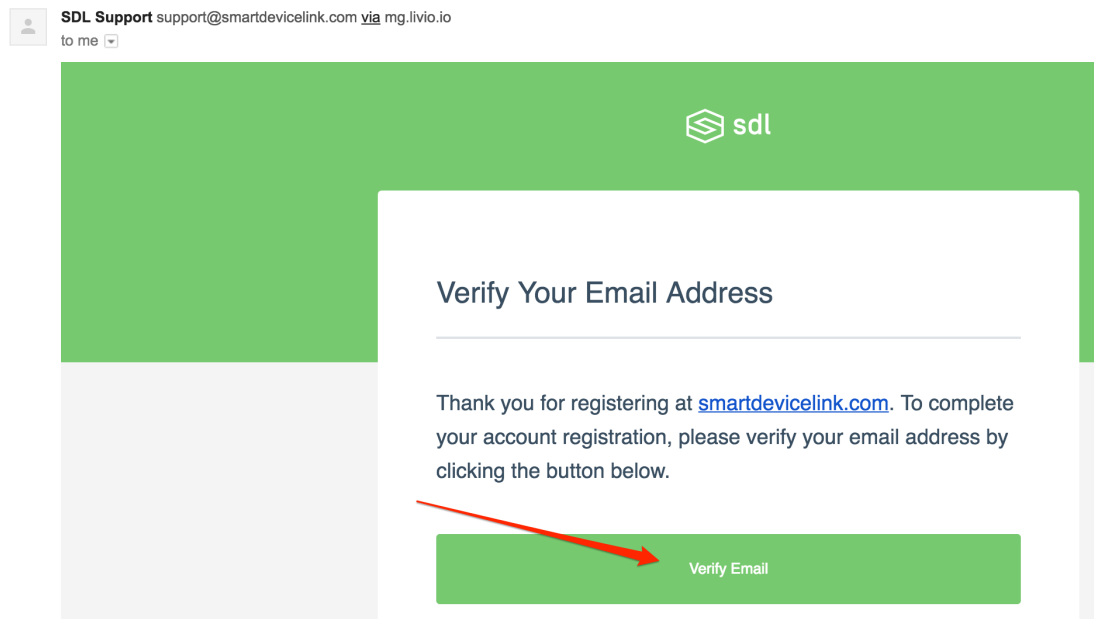 SDL Support support@smartdevicelink.com via mg.livio.io
to me
sdl
Verify Your Email Address
Thank you for registering at smartdevicelink.com. To complete
your account registration, please verify your email address by
clicking the button below.
Verify Email